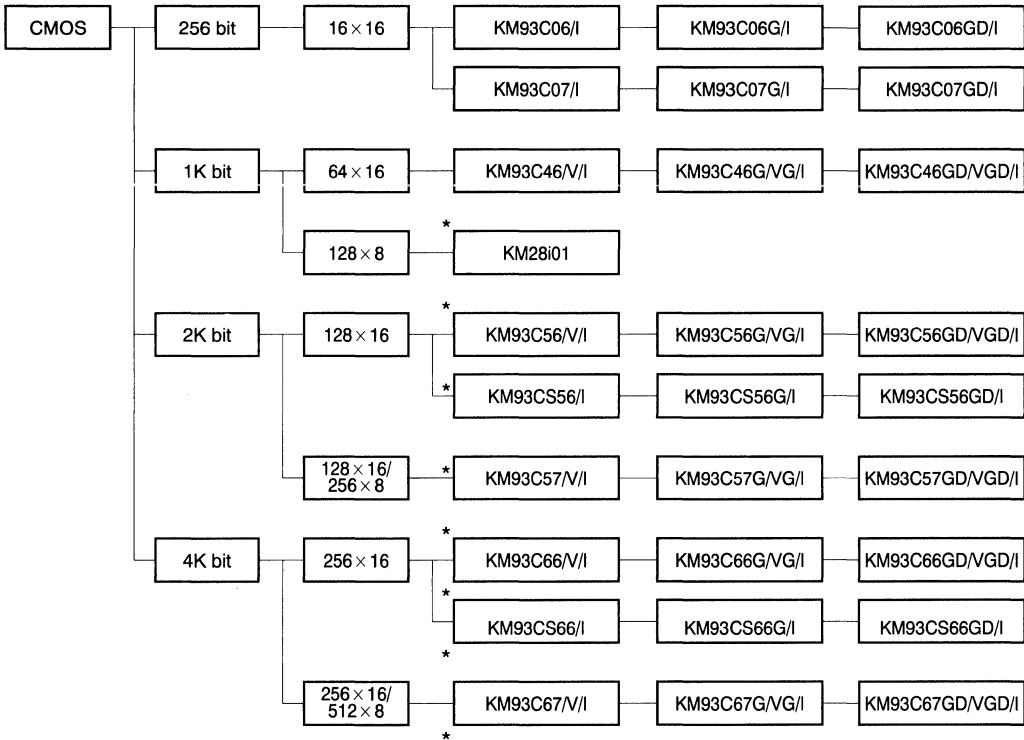 CMOS
256 bit
16×16
KM93C06/I
KM93C06G/I
KM93C06GD/I
KM93C07/I
KM93C07G/I
KM93C07GD/I
1K bit
64×16
KM93C46/V/I
KM93C46G/VG/I
KM93C46GD/VGD/I
*
128×8
KM28i01
*
2K bit
128×16
KM93C56/V/I
KM93C56G/VG/I
KM93C56GD/VGD/I
*
KM93CS56/I
KM93CS56G/I
KM93CS56GD/I
128×16/
256×8
*
KM93C57/V/I
KM93C57G/VG/I
KM93C57GD/VGD/I
*
4K bit
256×16
KM93C66/V/I
KM93C66G/VG/I
KM93C66GD/VGD/I
*
KM93CS66/I
KM93CS66G/I
KM93CS66GD/I
*
256×16/
512×8
KM93C67/V/I
KM93C67G/VG/I
KM93C67GD/VGD/I
*